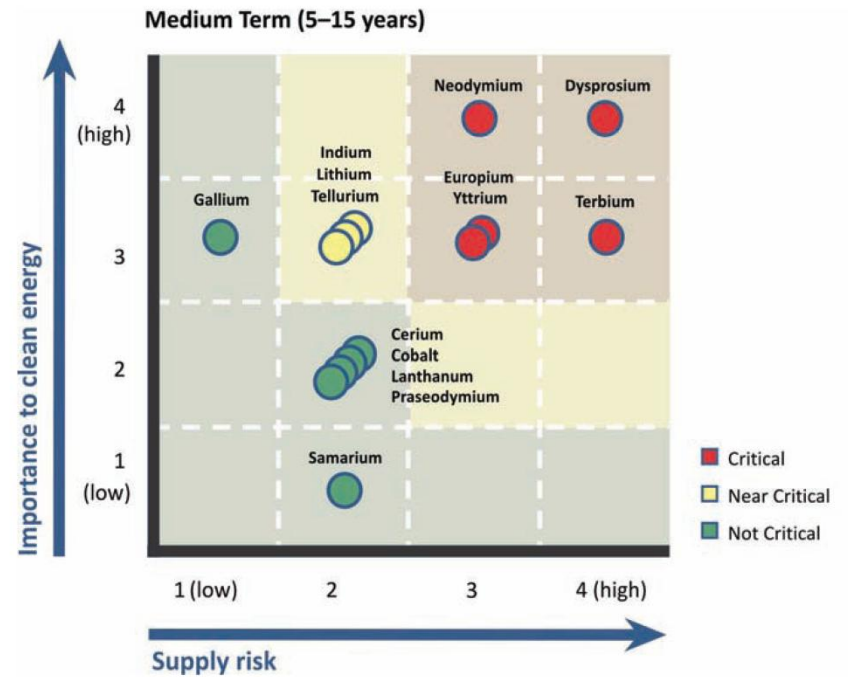 Medium Term (5–15 years)
Importance to clean energy
4
(high)
3
2
1
(low)
Neodymium
Dysprosium
Indium
Lithium
Tellurium
Gallium
Europium
Yttrium
Terbium
Cerium
Cobalt
Lanthanum
Praseodymium
Samarium
Critical
Near Critical
Not Critical
1 (low)
2
3
4 (high)
Supply risk